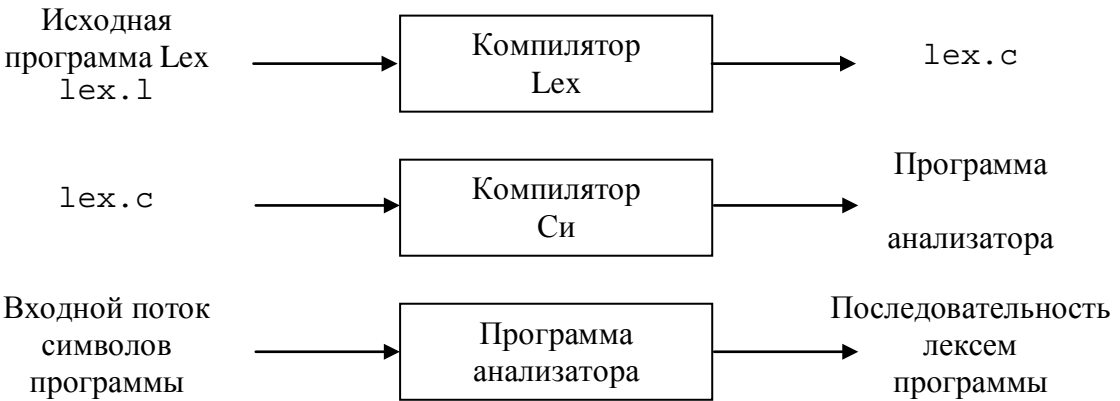 Исходная
программа Lex
lex.l
Компилятор
Lex
lex.c
lex.c
Компилятор
Си
Программа
анализатора
Входной поток
символов
программы
Программа
анализатора
Последовательность
лексем
программы